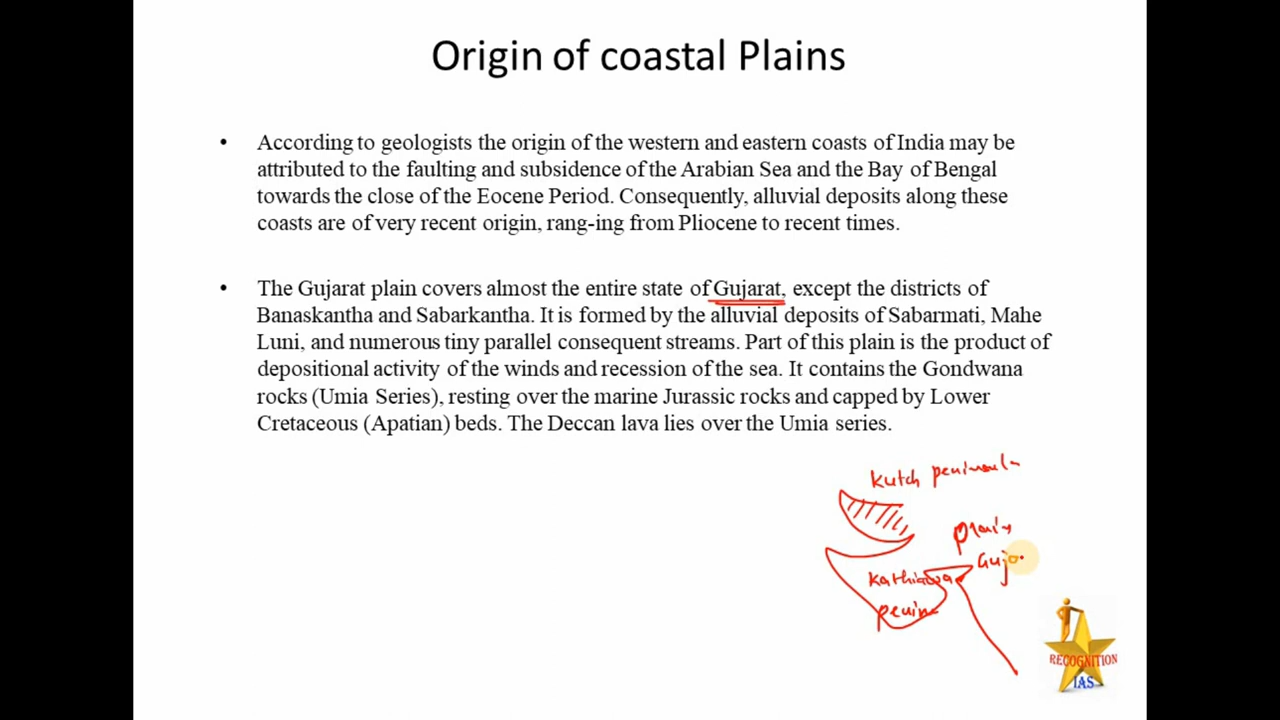 Origin of coastal Plains
• According to geologists the origin of the western and eastern coasts of India may be
attributed to the faulting and subsidence of the Arabian Sea and the Bay of Bengal
towards the close of the Eocene Period. Consequently, alluvial deposits along these
coasts are of very recent origin, rang-ing from Pliocene to recent times.
• The Gujarat plain covers almost the entire state of Gujarat, except the districts of
Banaskantha and Sabarkantha. It is formed by the alluvial deposits of Sabarmati, Mahe
Luni, and numerous tiny parallel consequent streams. Part of this plain is the product of
depositional activity of the winds and recession of the sea. It contains the Gondwana
rocks (Umia Series), resting over the marine Jurassic rocks and capped by Lower
Cretaceous (Apatian) beds. The Deccan lava lies over the Umia series.
Kutch peninsula
plain
Guja
Kathiawa
penin
RECOGNITION
IAS